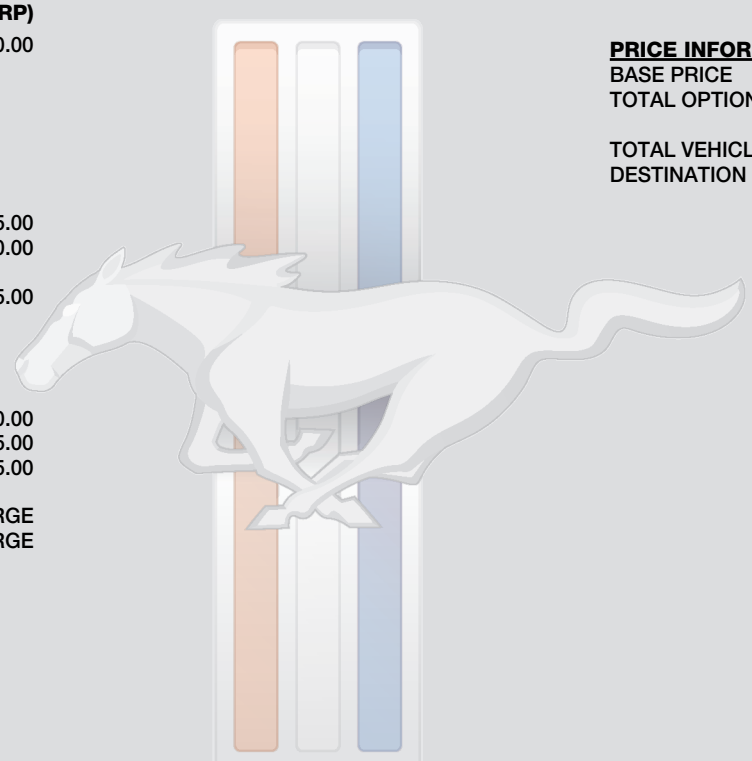 RP)
0.00
5.00
0.00
5.00
0.00
5.00
5.00
RGE
RGE
PRICE INFOR
BASE PRICE
TOTAL OPTION
TOTAL VEHICL
DESTINATION